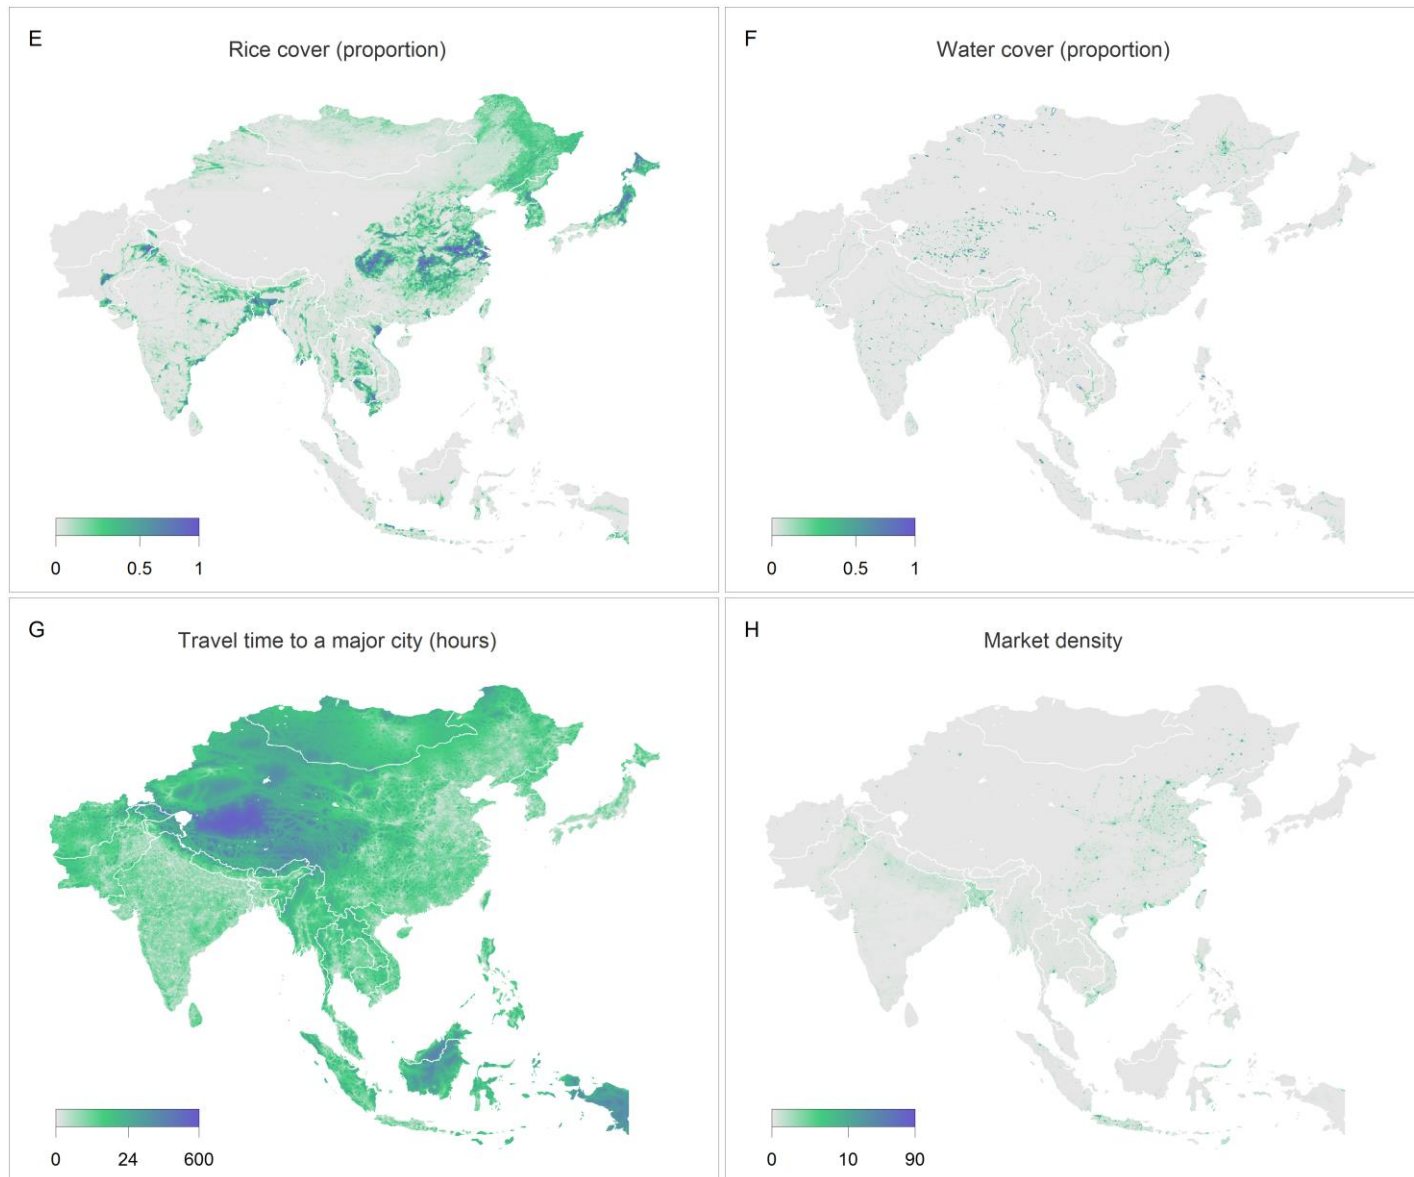 E
Rice cover (proportion)
0 0.5 1
F
Water cover (proportion)
0 0.5 1
G
Travel time to a major city (hours)
0 24 600
H
Market density
0 10 90